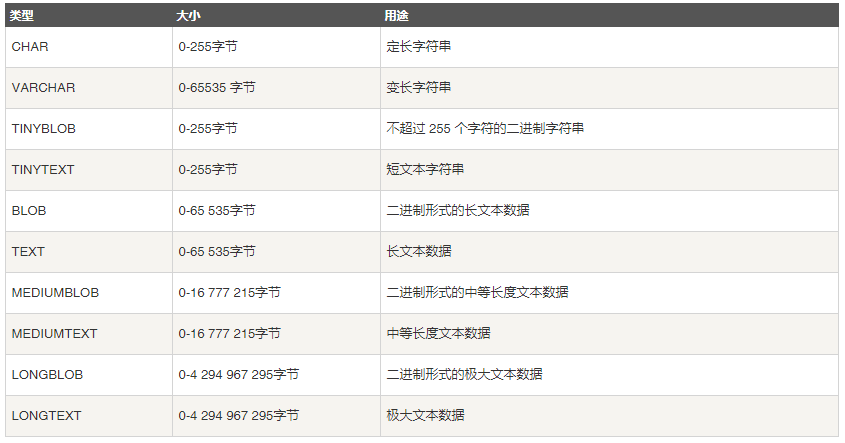 类型 大小 用途
CHAR 0-255字节 定长字符串
VARCHAR 0-65535 字节 变长字符串
TINYBLOB 0-255字节 不超过 255 个字符的二进制字符串
TINYTEXT 0-255字节 短文本字符串
BLOB 0-65 535字节 二进制形式的长文本数据
TEXT 0-65 535字节 长文本数据
MEDIUMBLOB 0-16 777 215字节 二进制形式的中等长度文本数据
MEDIUMTEXT 0-16 777 215字节 中等长度文本数据
LONGBLOB 0-4 294 967 295字节 二进制形式的极大文本数据
LONGTEXT 0-4 294 967 295字节 极大文本数据